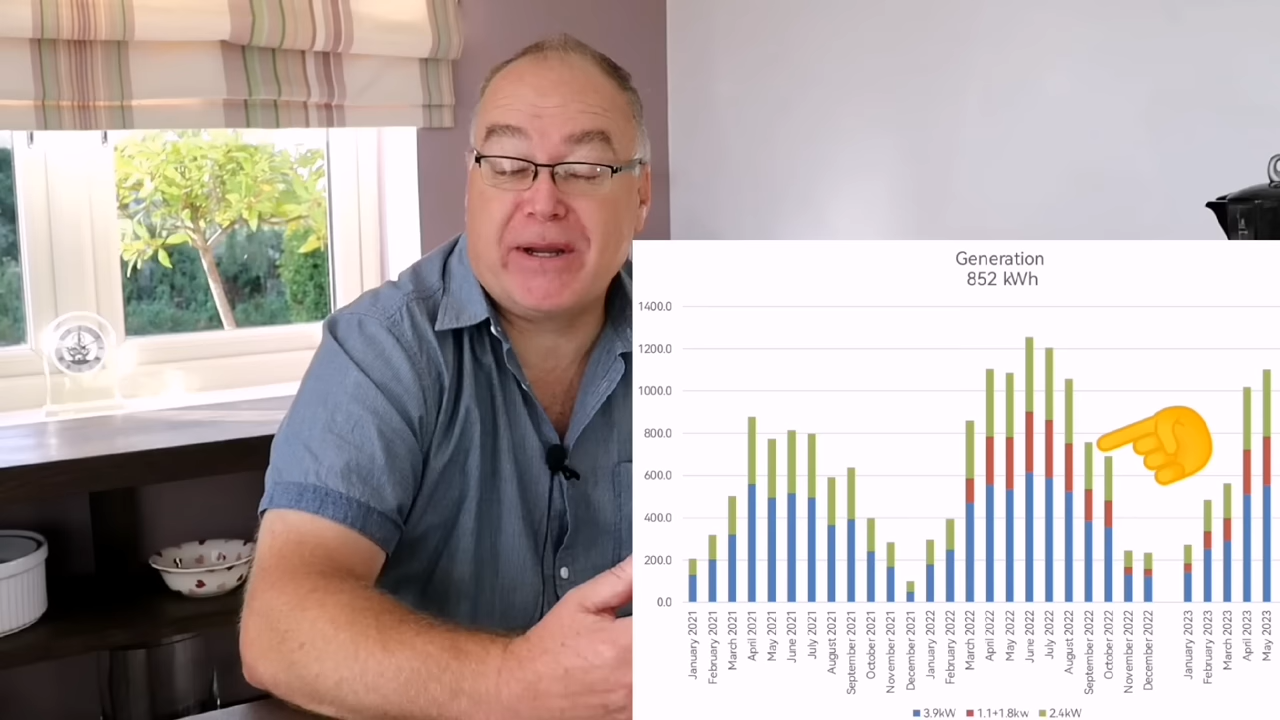 Generation
852 kWh
1400.0
1200.0
1000.0
800.0
600.0
400.0
200.0
0.0
January 2021
February 2021
March 2021
April 2021
May 2021
June 2021
July 2021
August 2021
September 2021
October 2021
November 2021
December 2021
January 2022
February 2022
March 2022
April 2022
May 2022
June 2022
July 2022
August 2022
September 2022
October 2022
November 2022
December 2022
January 2023
February 2023
March 2023
April 2023
May 2023
3.9kW 1.1+1.8kw 2.4kW